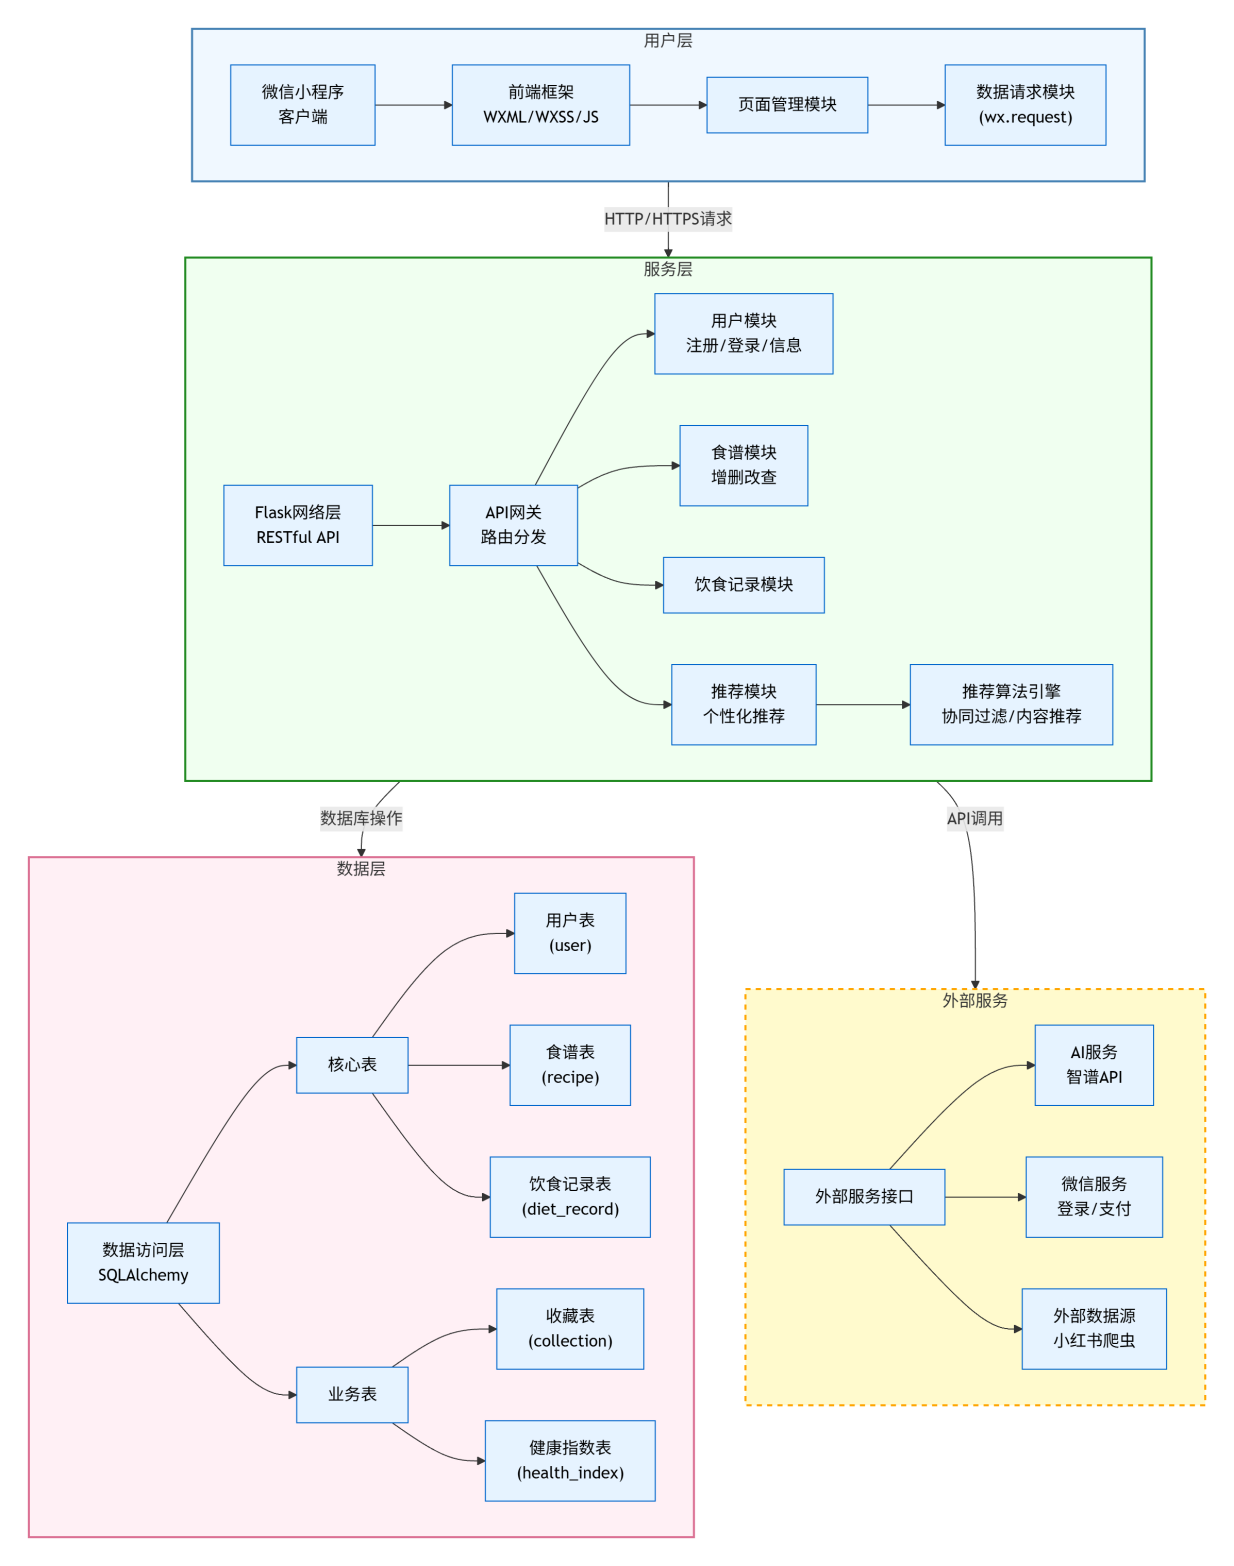 用户层
微信小程序
客户端
前端框架
WXML/WXSS/JS
页面管理模块
数据请求模块
(wx.request)
HTTP/HTTPS请求
服务层
用户模块
注册/登录/信息
食谱模块
增删改查
Flask网络层
RESTful API
API网关
路由分发
饮食记录模块
推荐模块
个性化推荐
推荐算法引擎
协同过滤/内容推荐
数据库操作
API调用
数据层
用户表
(user)
核心表
食谱表
(recipe)
饮食记录表
(diet_record)
数据访问层
SQLAlchemy
收藏表
(collection)
业务表
健康指数表
(health_index)
外部服务
AI服务
智谱API
外部服务接口
微信服务
登录/支付
外部数据源
小红书爬虫